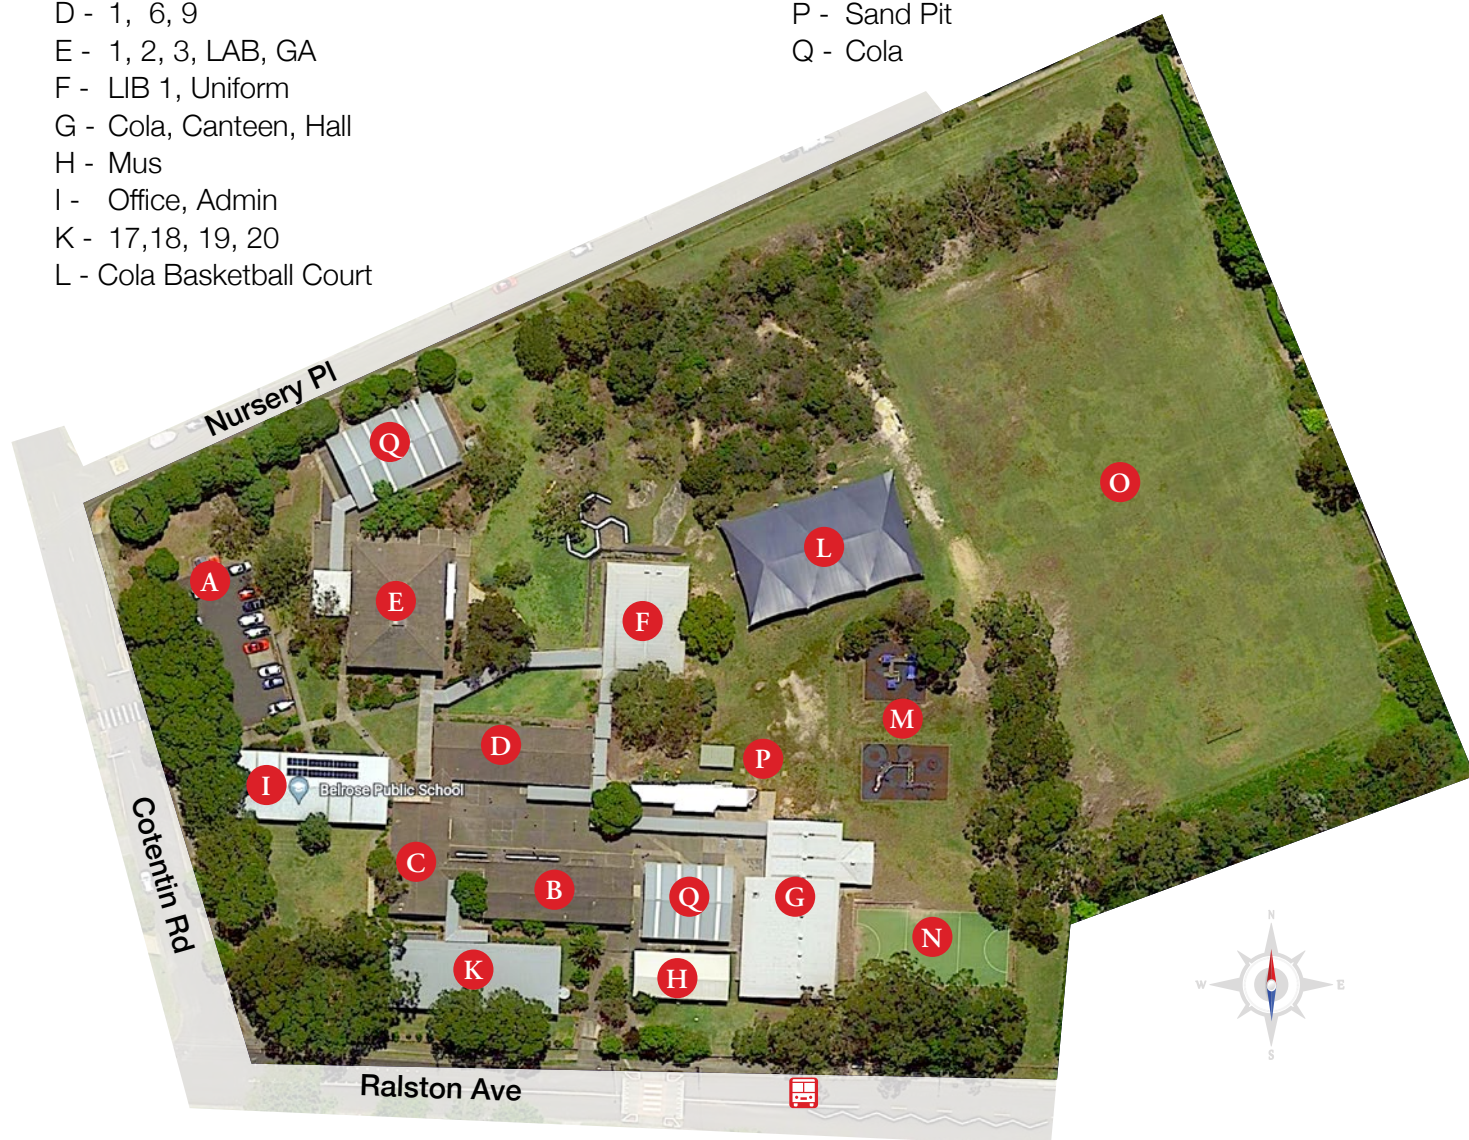 D - 1, 6, 9
E - 1, 2, 3, LAB, GA
F - LIB 1, Uniform
G - Cola, Canteen, Hall
H - Mus
I - Office, Admin
K - 17,18, 19, 20
L - Cola Basketball Court
P - Sand Pit
Q - Cola
Nursery Pl
Q
O
L
A
E
F
M
D
P
I
Belrose Public School
Cotentin Rd
C
B
Q
G
N
K
H
N
W
E
S
Ralston Ave